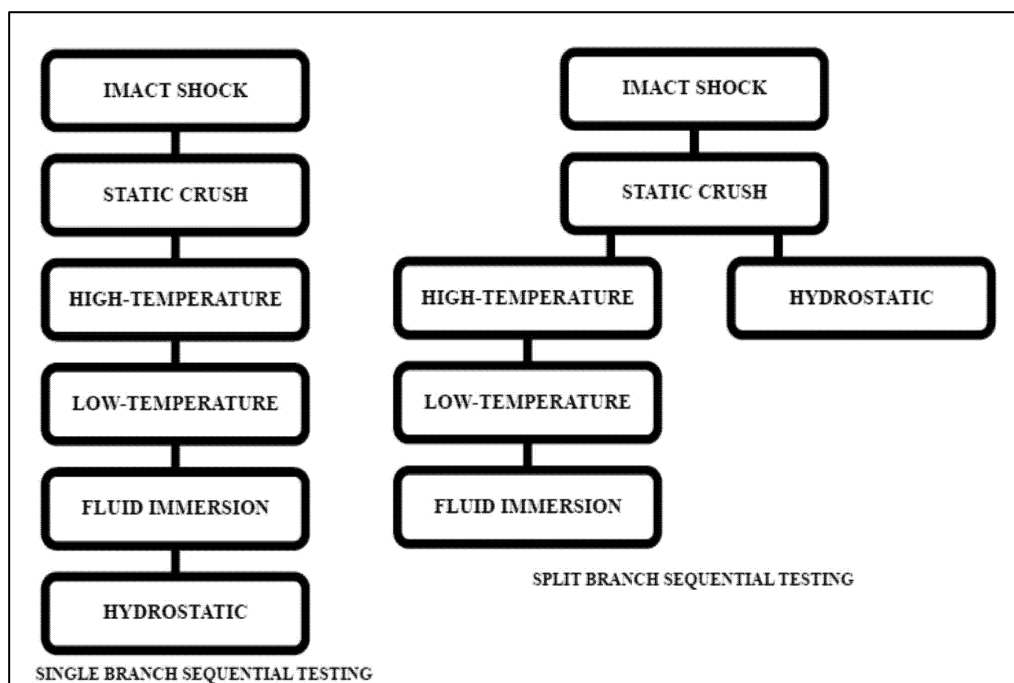 IMACT SHOCK
STATIC CRUSH
HIGH-TEMPERATURE
LOW-TEMPERATURE
FLUID IMMERSION
HYDROSTATIC
SINGLE BRANCH SEQUENTIAL TESTING
IMACT SHOCK
STATIC CRUSH
HIGH-TEMPERATURE
HYDROSTATIC
LOW-TEMPERATURE
FLUID IMMERSION
SPLIT BRANCH SEQUENTIAL TESTING